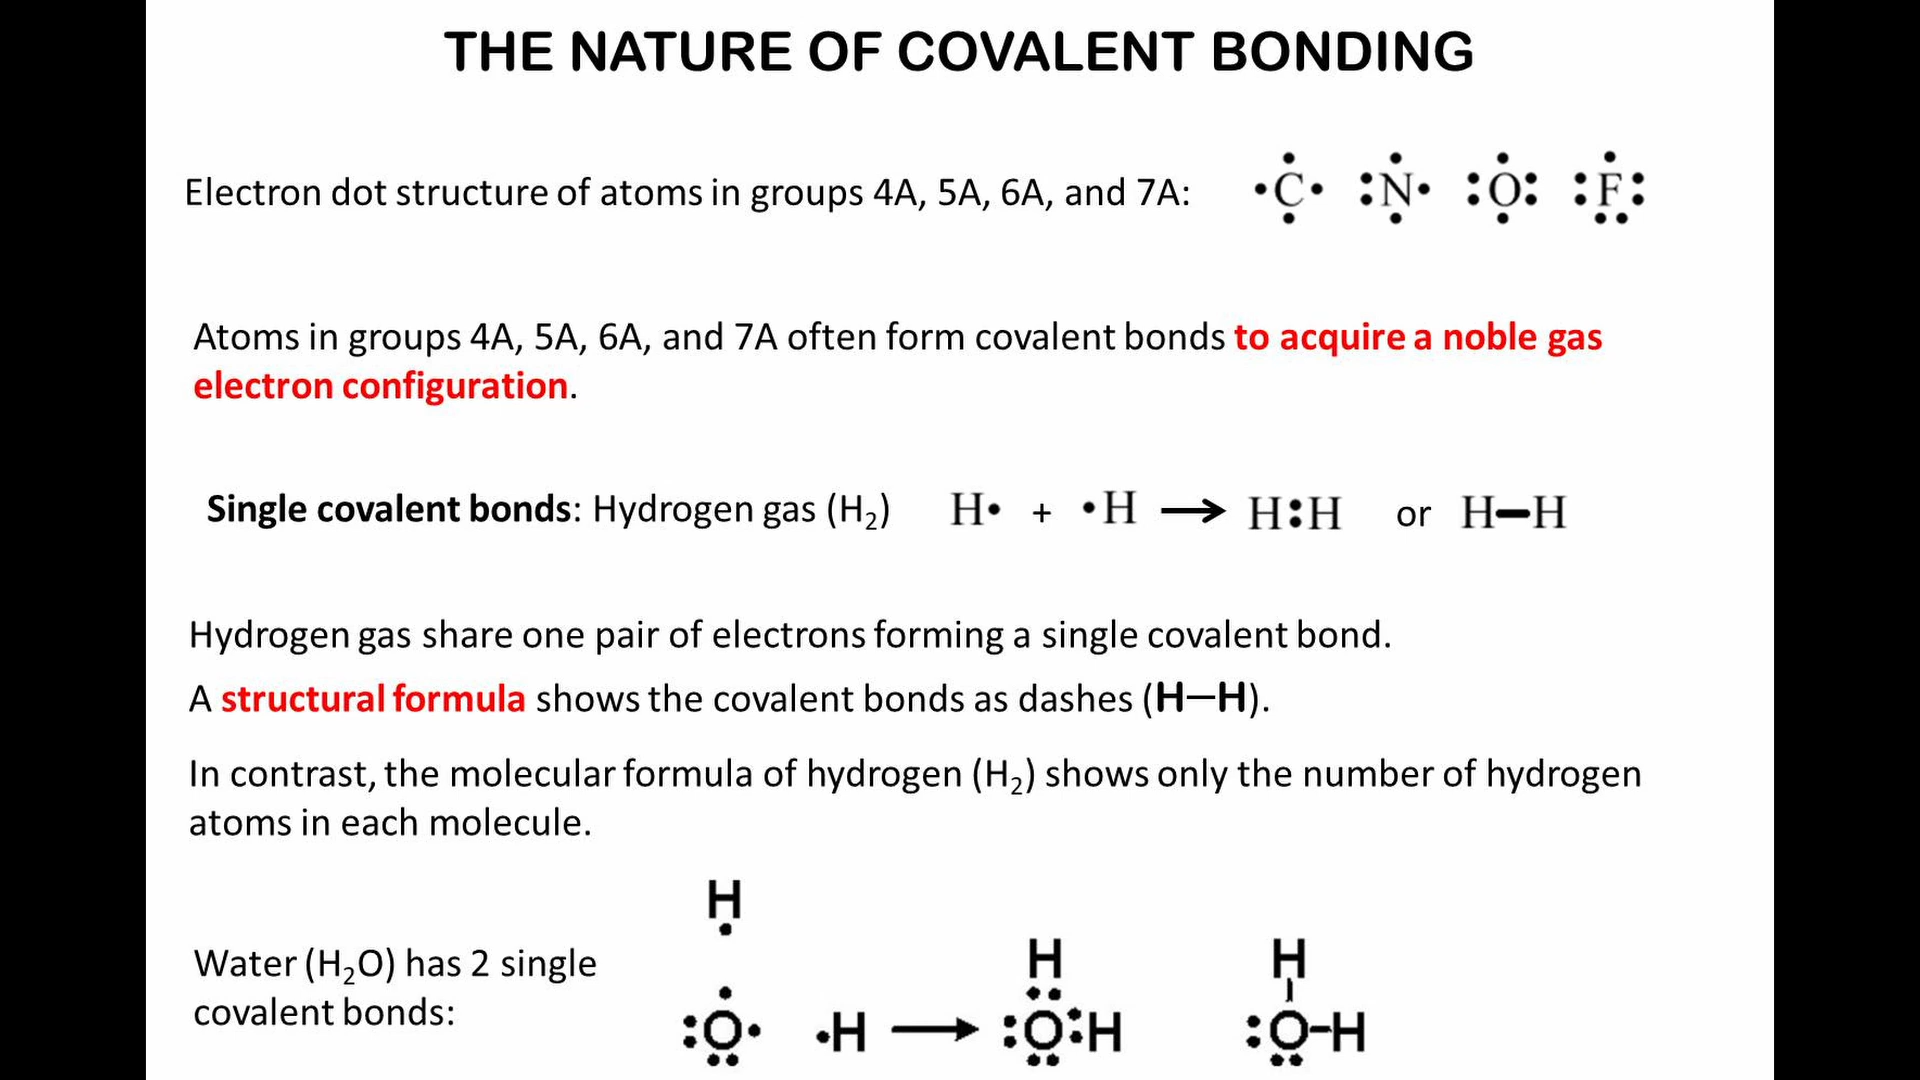 THE NATURE OF COVALENT BONDING
Electron dot structure of atoms in groups 4A, 5A, 6A, and 7A: •C• :N• :O: :F:
Atoms in groups 4A, 5A, 6A, and 7A often form covalent bonds to acquire a noble gas
electron configuration.
Single covalent bonds: Hydrogen gas (H₂) H• + •H → H:H or H—H
Hydrogen gas share one pair of electrons forming a single covalent bond.
A structural formula shows the covalent bonds as dashes (H—H).
In contrast, the molecular formula of hydrogen (H₂) shows only the number of hydrogen
atoms in each molecule.
Water (H₂O) has 2 single
covalent bonds:
H
:O• •H →
H
:O:H
H
:O-H